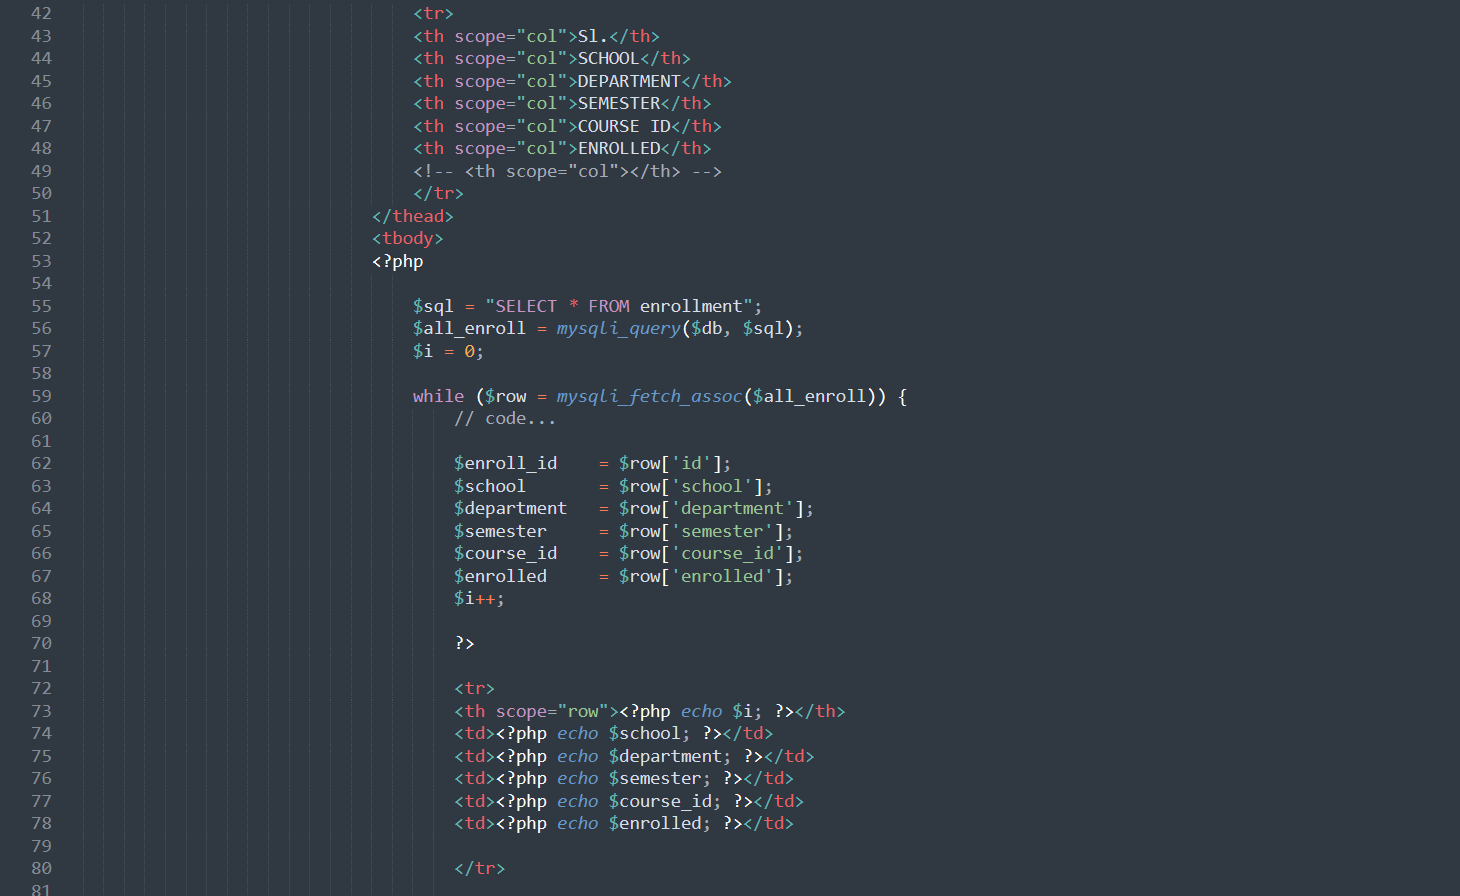 42 <tr>
43 <th scope="col">Sl.</th>
44 <th scope="col">SCHOOL</th>
45 <th scope="col">DEPARTMENT</th>
46 <th scope="col">SEMESTER</th>
47 <th scope="col">COURSE ID</th>
48 <th scope="col">ENROLLED</th>
49 <!-- <th scope="col"></th> -->
50 </tr>
51 </thead>
52 <tbody>
53 <?php
54
55 $sql = "SELECT * FROM enrollment";
56 $all_enroll = mysqli_query($db, $sql);
57 $i = 0;
58
59 while ($row = mysqli_fetch_assoc($all_enroll)) {
60 // code...
61
62 $enroll_id = $row['id'];
63 $school = $row['school'];
64 $department = $row['department'];
65 $semester = $row['semester'];
66 $course_id = $row['course_id'];
67 $enrolled = $row['enrolled'];
68 $i++;
69
70 ?>
71
72 <tr>
73 <th scope="row"><?php echo $i; ?></th>
74 <td><?php echo $school; ?></td>
75 <td><?php echo $department; ?></td>
76 <td><?php echo $semester; ?></td>
77 <td><?php echo $course_id; ?></td>
78 <td><?php echo $enrolled; ?></td>
79
80 </tr>
81